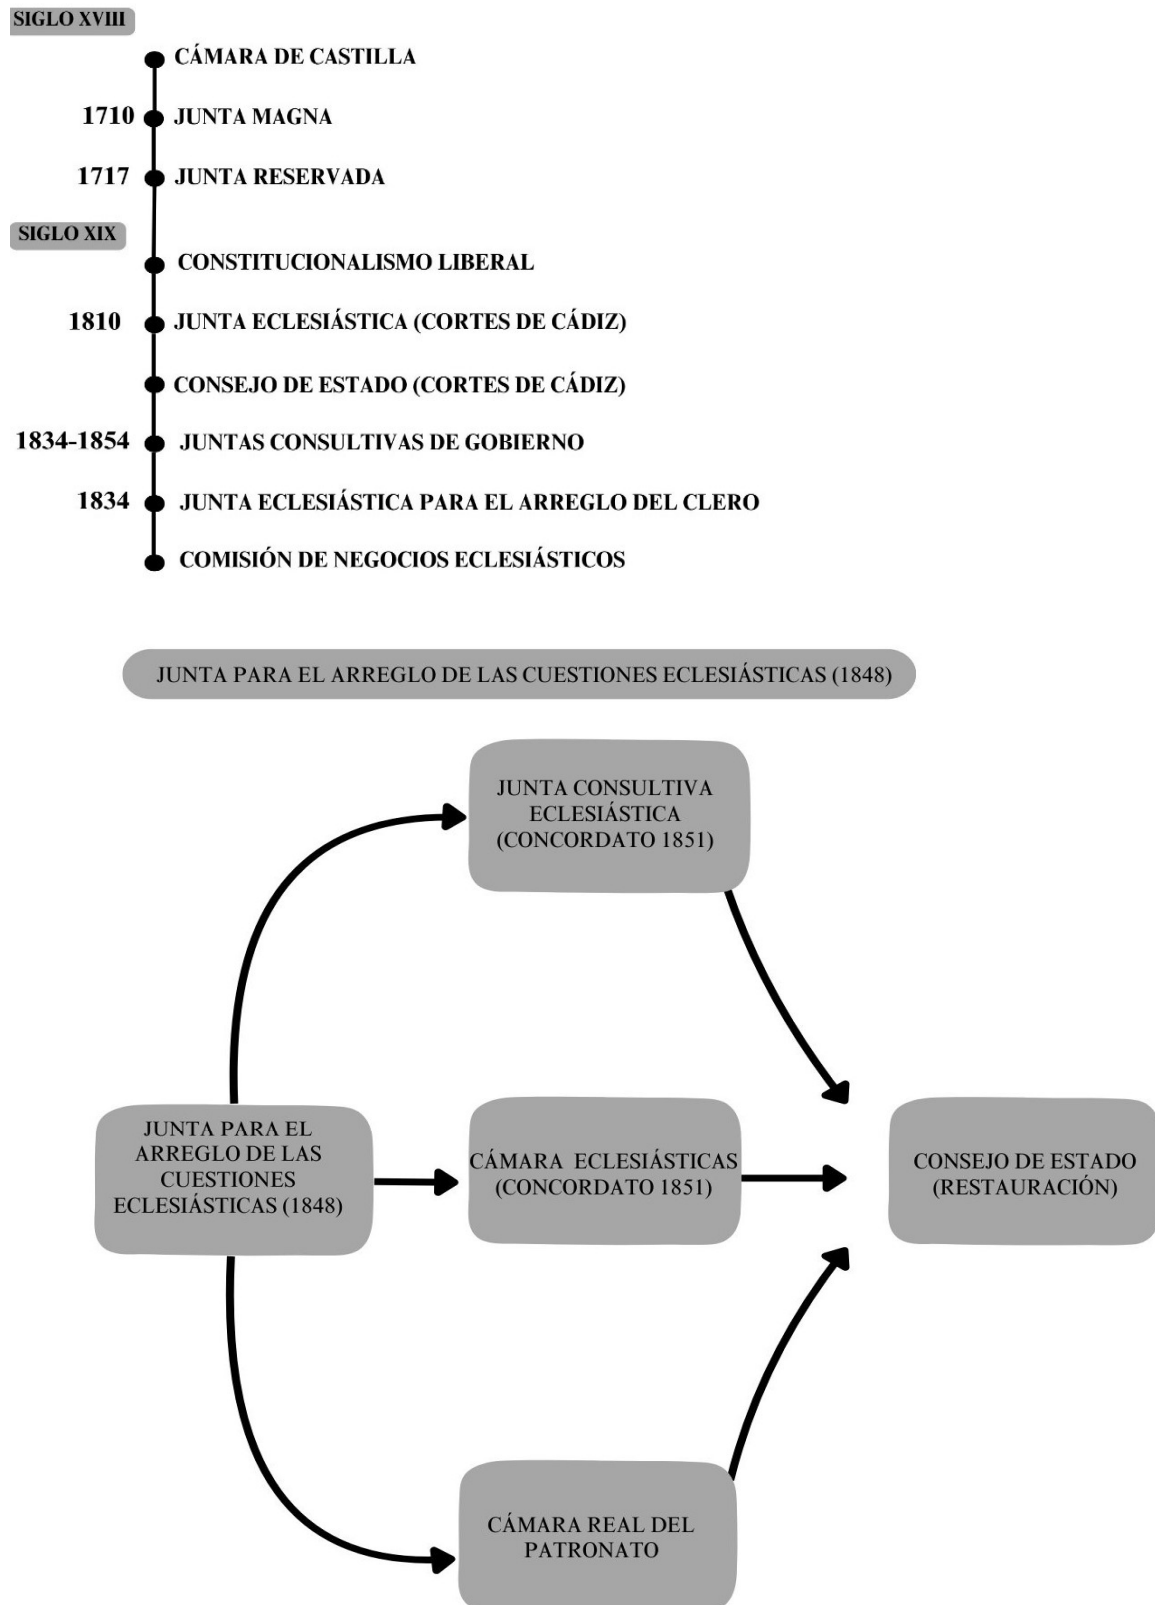 SIGLO XVIII
CÁMARA DE CASTILLA
1710 JUNTA MAGNA
1717 JUNTA RESERVADA
SIGLO XIX
CONSTITUCIONALISMO LIBERAL
1810 JUNTA ECLESIÁSTICA (CORTES DE CÁDIZ)
CONSEJO DE ESTADO (CORTES DE CÁDIZ)
1834-1854 JUNTAS CONSULTIVAS DE GOBIERNO
1834 JUNTA ECLESIÁSTICA PARA EL ARREGLO DEL CLERO
COMISIÓN DE NEGOCIOS ECLESIÁSTICOS
JUNTA PARA EL ARREGLO DE LAS CUESTIONES ECLESIÁSTICAS (1848)
JUNTA CONSULTIVA
ECLESIÁSTICA
(CONCORDATO 1851)
JUNTA PARA EL
ARREGLO DE LAS
CUESTIONES
ECLESIÁSTICAS (1848)
CÁMARA ECLESIÁSTICAS
(CONCORDATO 1851)
CONSEJO DE ESTADO
(RESTAURACIÓN)
CÁMARA REAL DEL
PATRONATO